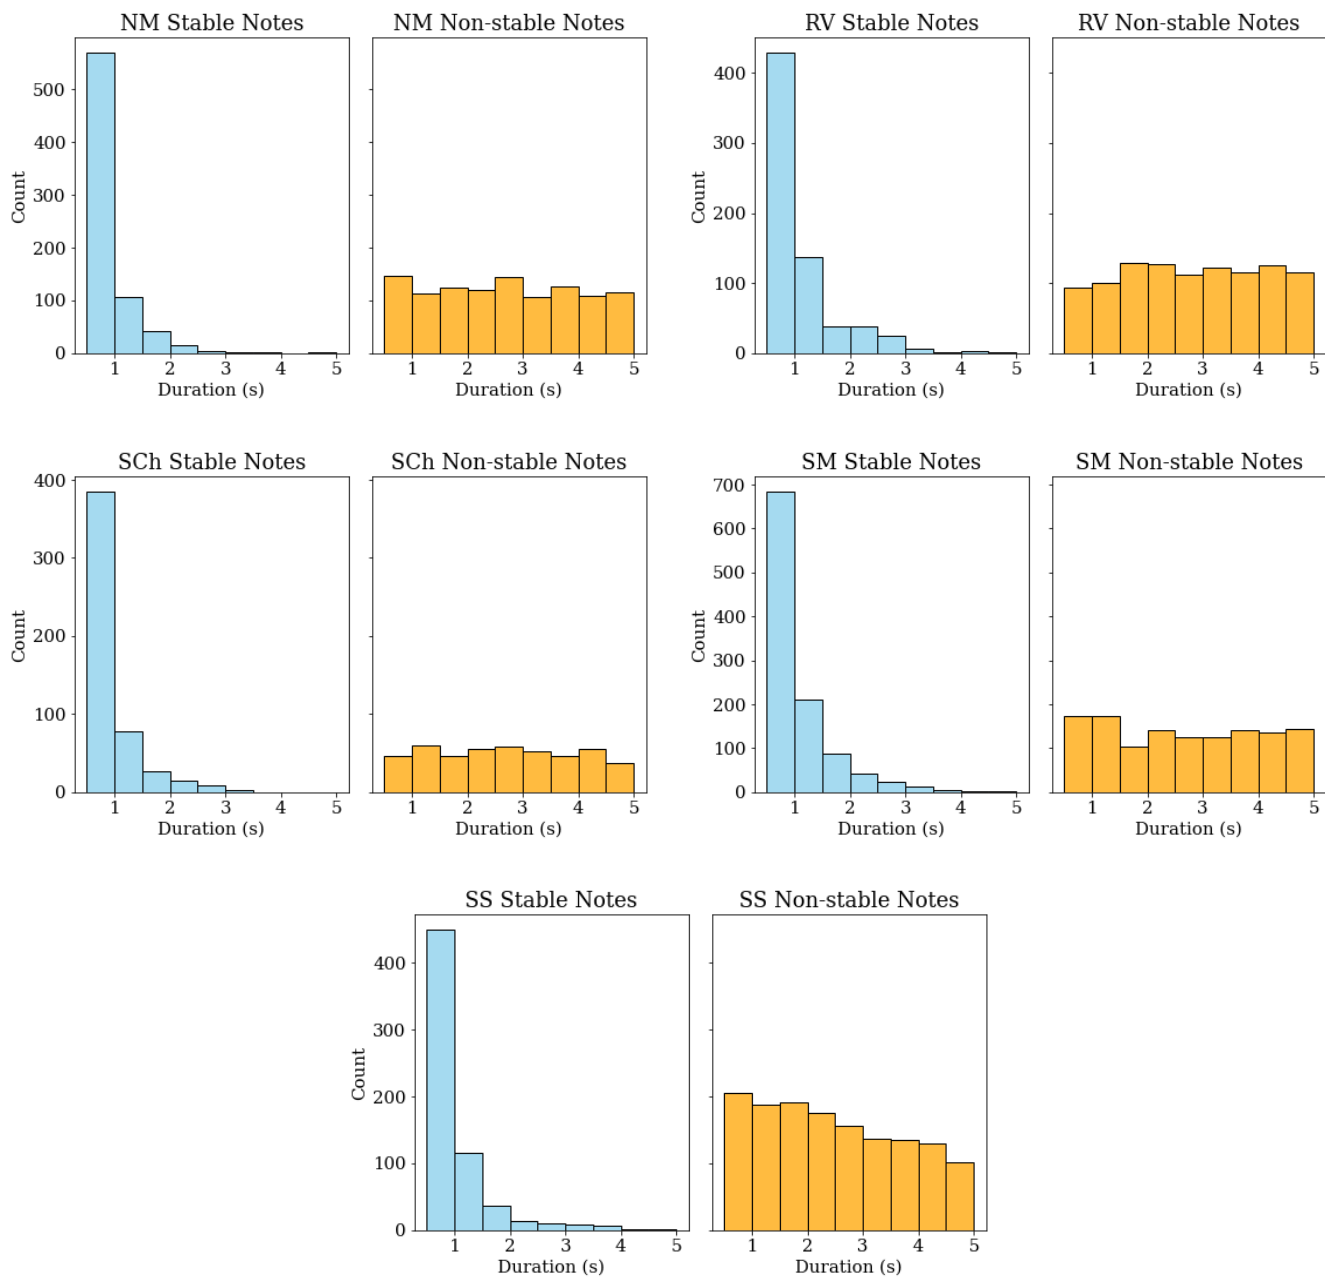 NM Stable Notes
NM Non-stable Notes
Count
500
400
300
200
100
0
1 2 3 4 5
Duration (s)
1 2 3 4 5
Duration (s)
RV Stable Notes
RV Non-stable Notes
Count
400
300
200
100
0
1 2 3 4 5
Duration (s)
1 2 3 4 5
Duration (s)
SCh Stable Notes
SCh Non-stable Notes
Count
400
300
200
100
0
1 2 3 4 5
Duration (s)
1 2 3 4 5
Duration (s)
SM Stable Notes
SM Non-stable Notes
Count
700
600
500
400
300
200
100
0
1 2 3 4 5
Duration (s)
1 2 3 4 5
Duration (s)
SS Stable Notes
SS Non-stable Notes
Count
400
300
200
100
0
1 2 3 4 5
Duration (s)
1 2 3 4 5
Duration (s)